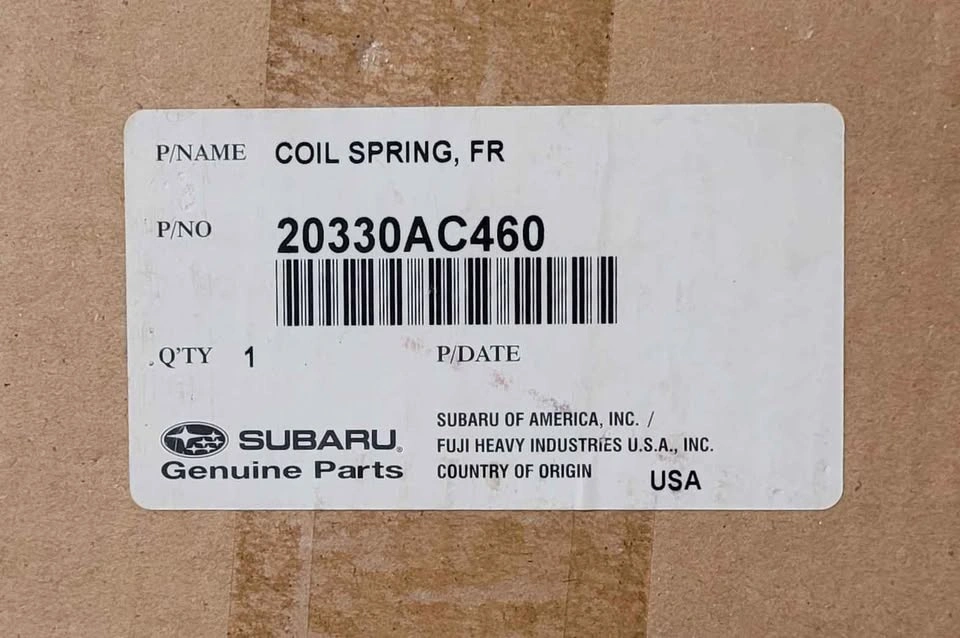 P/NAME COIL SPRING, FR
P/NO 20330AC460
Q'TY 1 P/DATE
SUBARU®
Genuine Parts
SUBARU OF AMERICA, INC. /
FUJI HEAVY INDUSTRIES U.S.A., INC.
COUNTRY OF ORIGIN USA